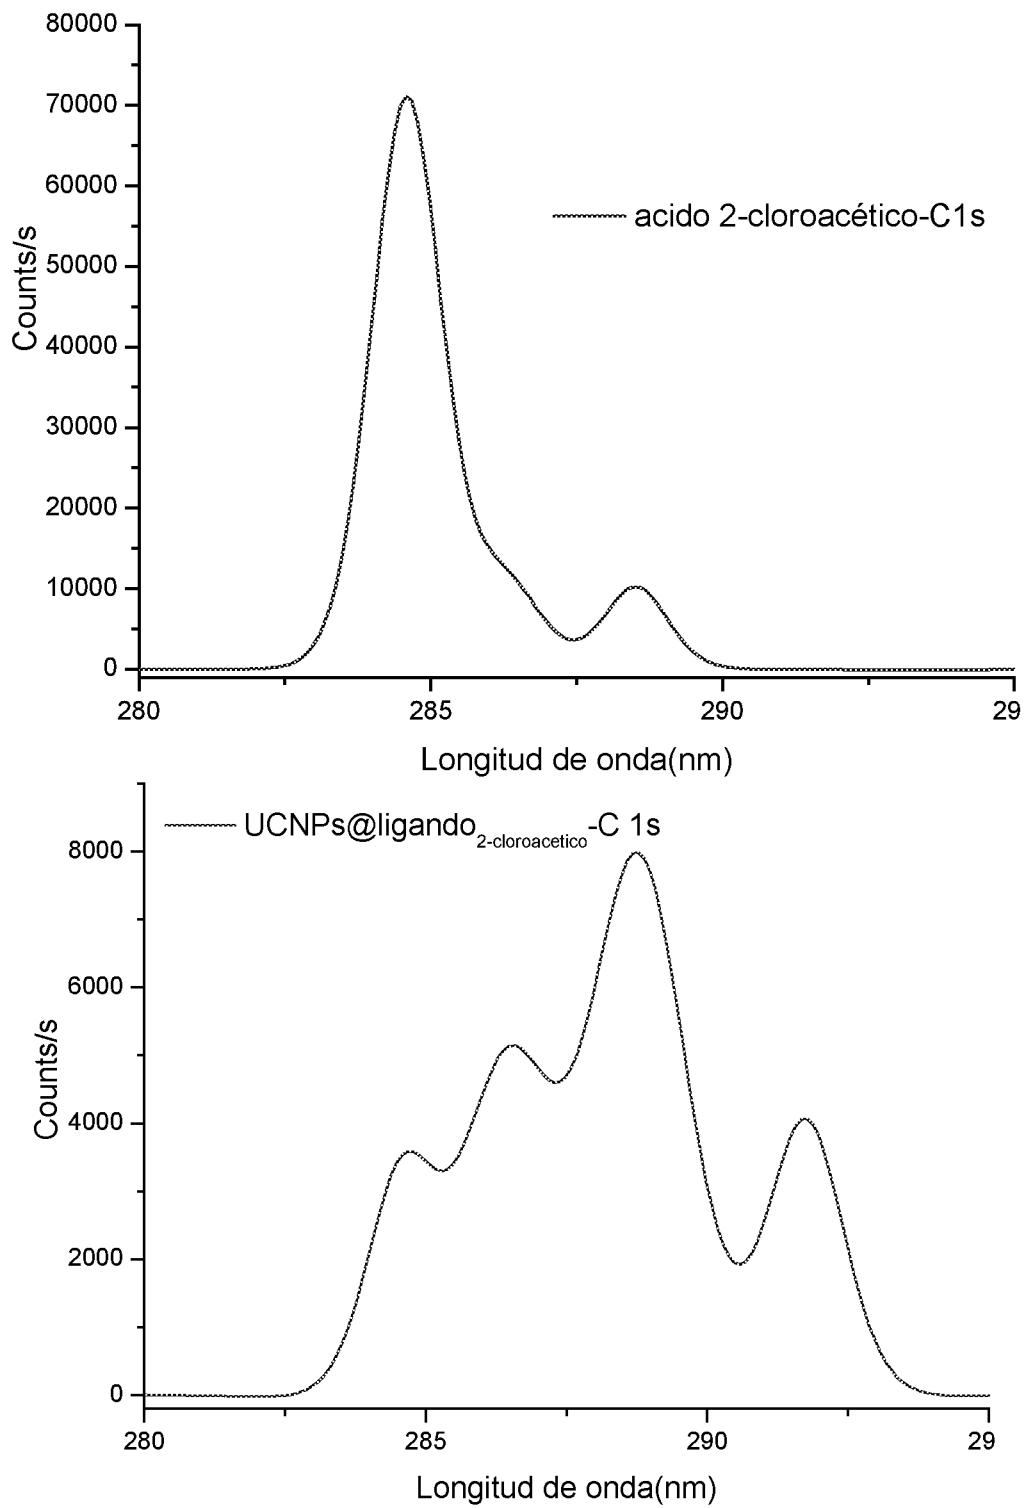 80000
70000
60000
50000
40000
30000
20000
10000
0
Counts/s
acido 2-cloroacético-C1s
280 285 290 29
Longitud de onda(nm)
UCNPs@ligando2-cloroacetico-C 1s
8000
6000
4000
2000
0
Counts/s
280 285 290 29
Longitud de onda(nm)